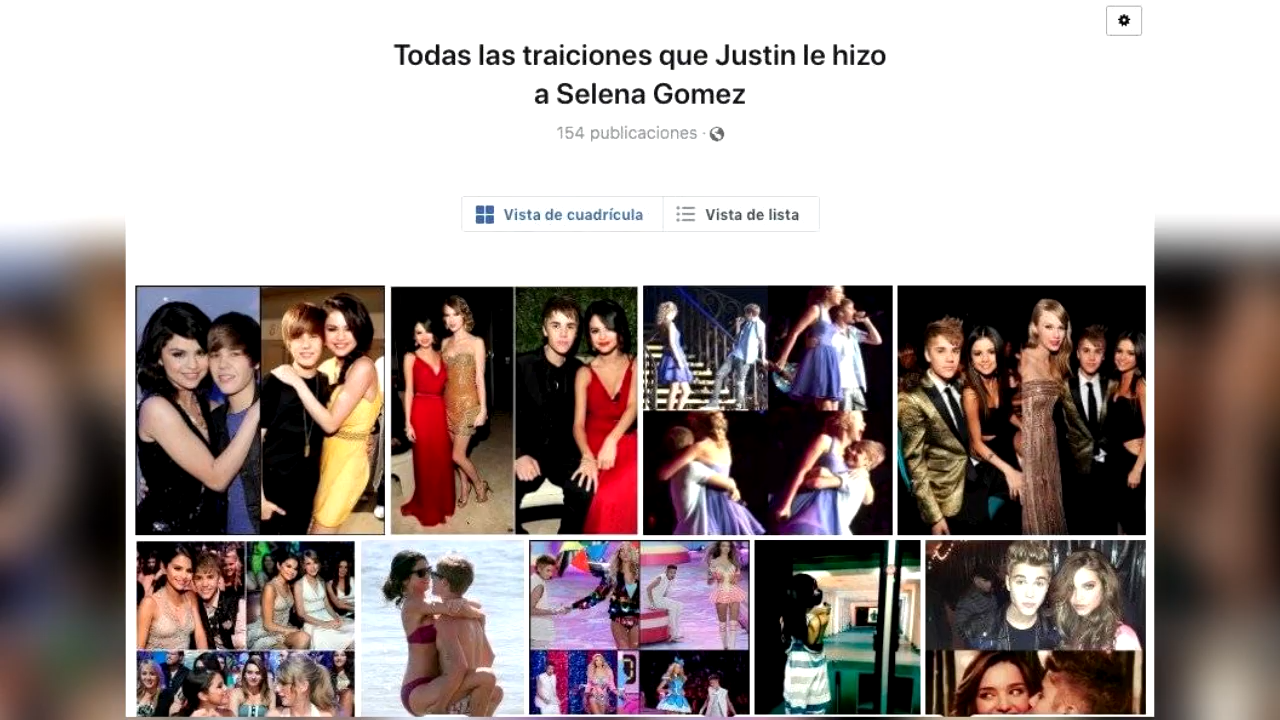 Todas las traiciones que Justin le hizo
a Selena Gomez
154 publicaciones ·
Vista de cuadrícula
Vista de lista